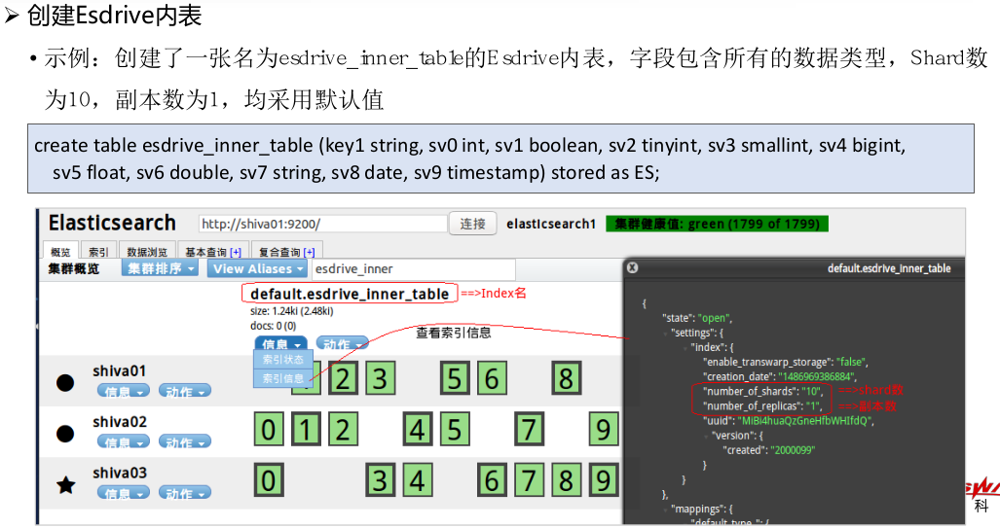 ➢ 创建Esdrive内表
• 示例：创建了一张名为esdrive_inner_table的Esdrive内表，字段包含所有的数据类型，Shard数
为10，副本数为1，均采用默认值
create table esdrive_inner_table (key1 string, sv0 int, sv1 boolean, sv2 tinyint, sv3 smallint, sv4 bigint,
sv5 float, sv6 double, sv7 string, sv8 date, sv9 timestamp) stored as ES;
Elasticsearch http://shiva01:9200/ 连接 elasticsearch1 集群健康值: green (1799 of 1799)
概览 索引 数据浏览 基本查询 [+] 复合查询 [+]
集群概览 集群排序 View Aliases esdrive_inner
default.esdrive_inner_table ==>Index名
size: 1.24ki (2.48ki)
docs: 0 (0)
信息 动作 查看索引信息
索引状态
索引信息
shiva01 1 2 3 5 6 8
信息 动作
shiva02 0 1 2 4 5 7 9
信息 动作
shiva03 0 3 4 6 7 8 9
信息 动作
default.esdrive_inner_table
{
"state": "open",
"settings": {
"index": {
"enable_transwarp_storage": "false",
"creation_date": "1486969386884",
"number_of_shards": "10", ==>shard数
"number_of_replicas": "1", ==>副本数
"uuid": "MiBi4huaQzGneHfbWHIfdQ",
"version": {
"created": "2000099"
}
}
},
"mappings": {
"default_type_": {
科